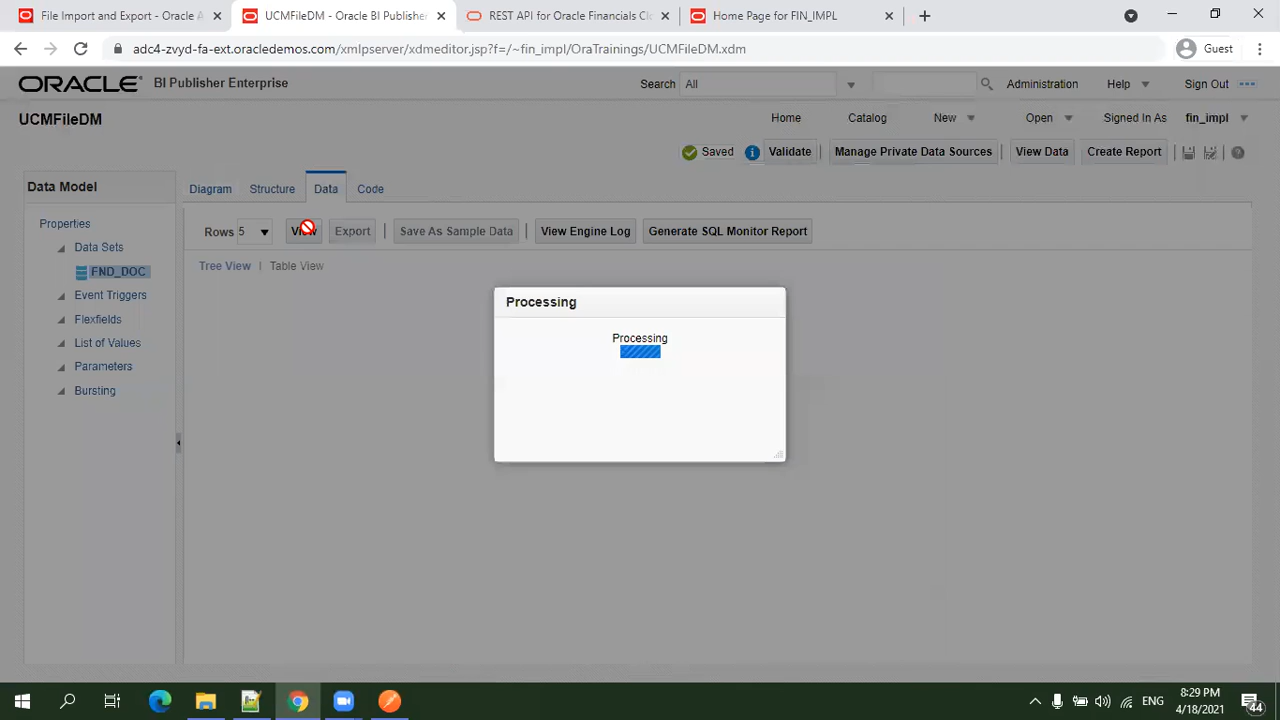 File Import and Export - Oracle A
UCMFileDM - Oracle BI Publisher
REST API for Oracle Financials Cl
Home Page for FIN_IMPL
adc4-zvyd-fa-ext.oracledemos.com/xmlpserver/xdmeditor.jsp?f=/~fin_impl/OraTrainings/UCMFileDM.xdm
Guest
ORACLE BI Publisher Enterprise
Search All
Administration Help Sign Out
UCMFileDM
Home Catalog New Open Signed In As fin_impl
Saved Validate Manage Private Data Sources View Data Create Report
Data Model
Diagram Structure Data Code
Properties
Data Sets
FND_DOC
Event Triggers
Flexfields
List of Values
Parameters
Bursting
Rows 5 View Export Save As Sample Data View Engine Log Generate SQL Monitor Report
Tree View | Table View
Processing
Processing
ENG
8:29 PM
4/18/2021
44